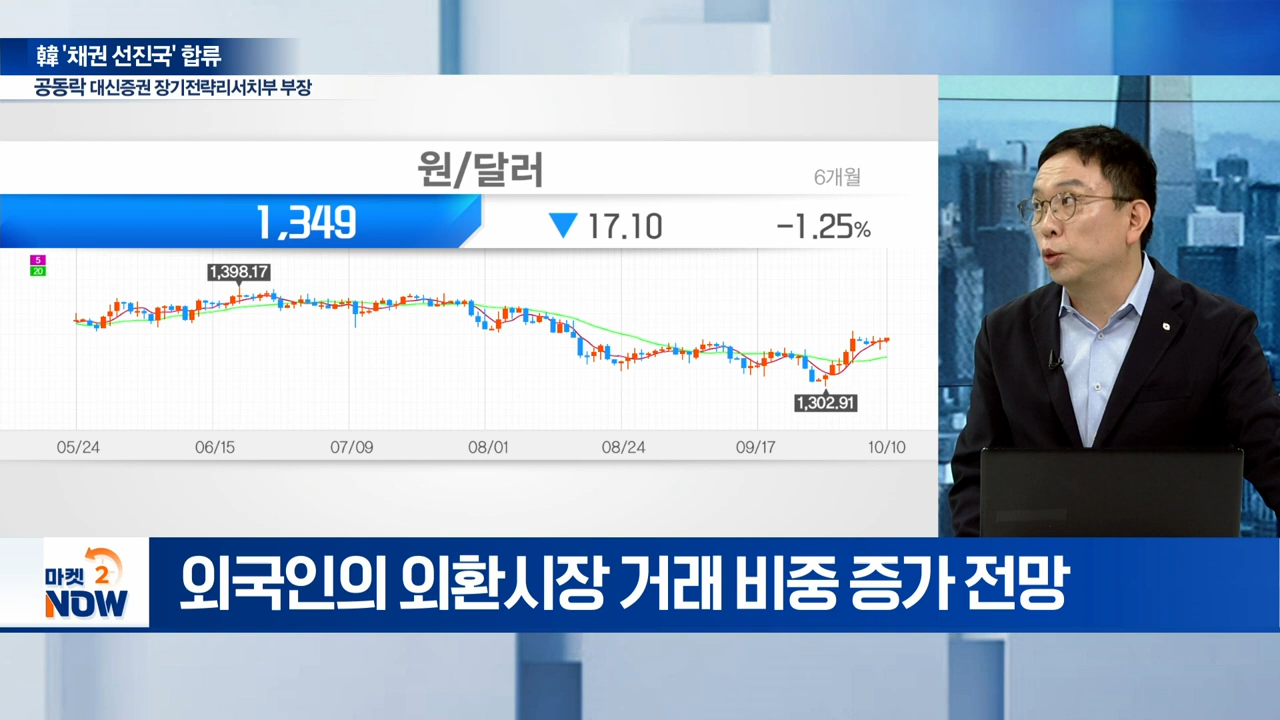 韓 '채권 선진국' 합류
공동락 대신증권 장기전략리서치부 부장
원/달러
6개월
1,349 ▼ 17.10 -1.25%
5
20
1,398.17
1,302.91
05/24 06/15 07/09 08/01 08/24 09/17 10/10
마켓 2
NOW
외국인의 외환시장 거래 비중 증가 전망